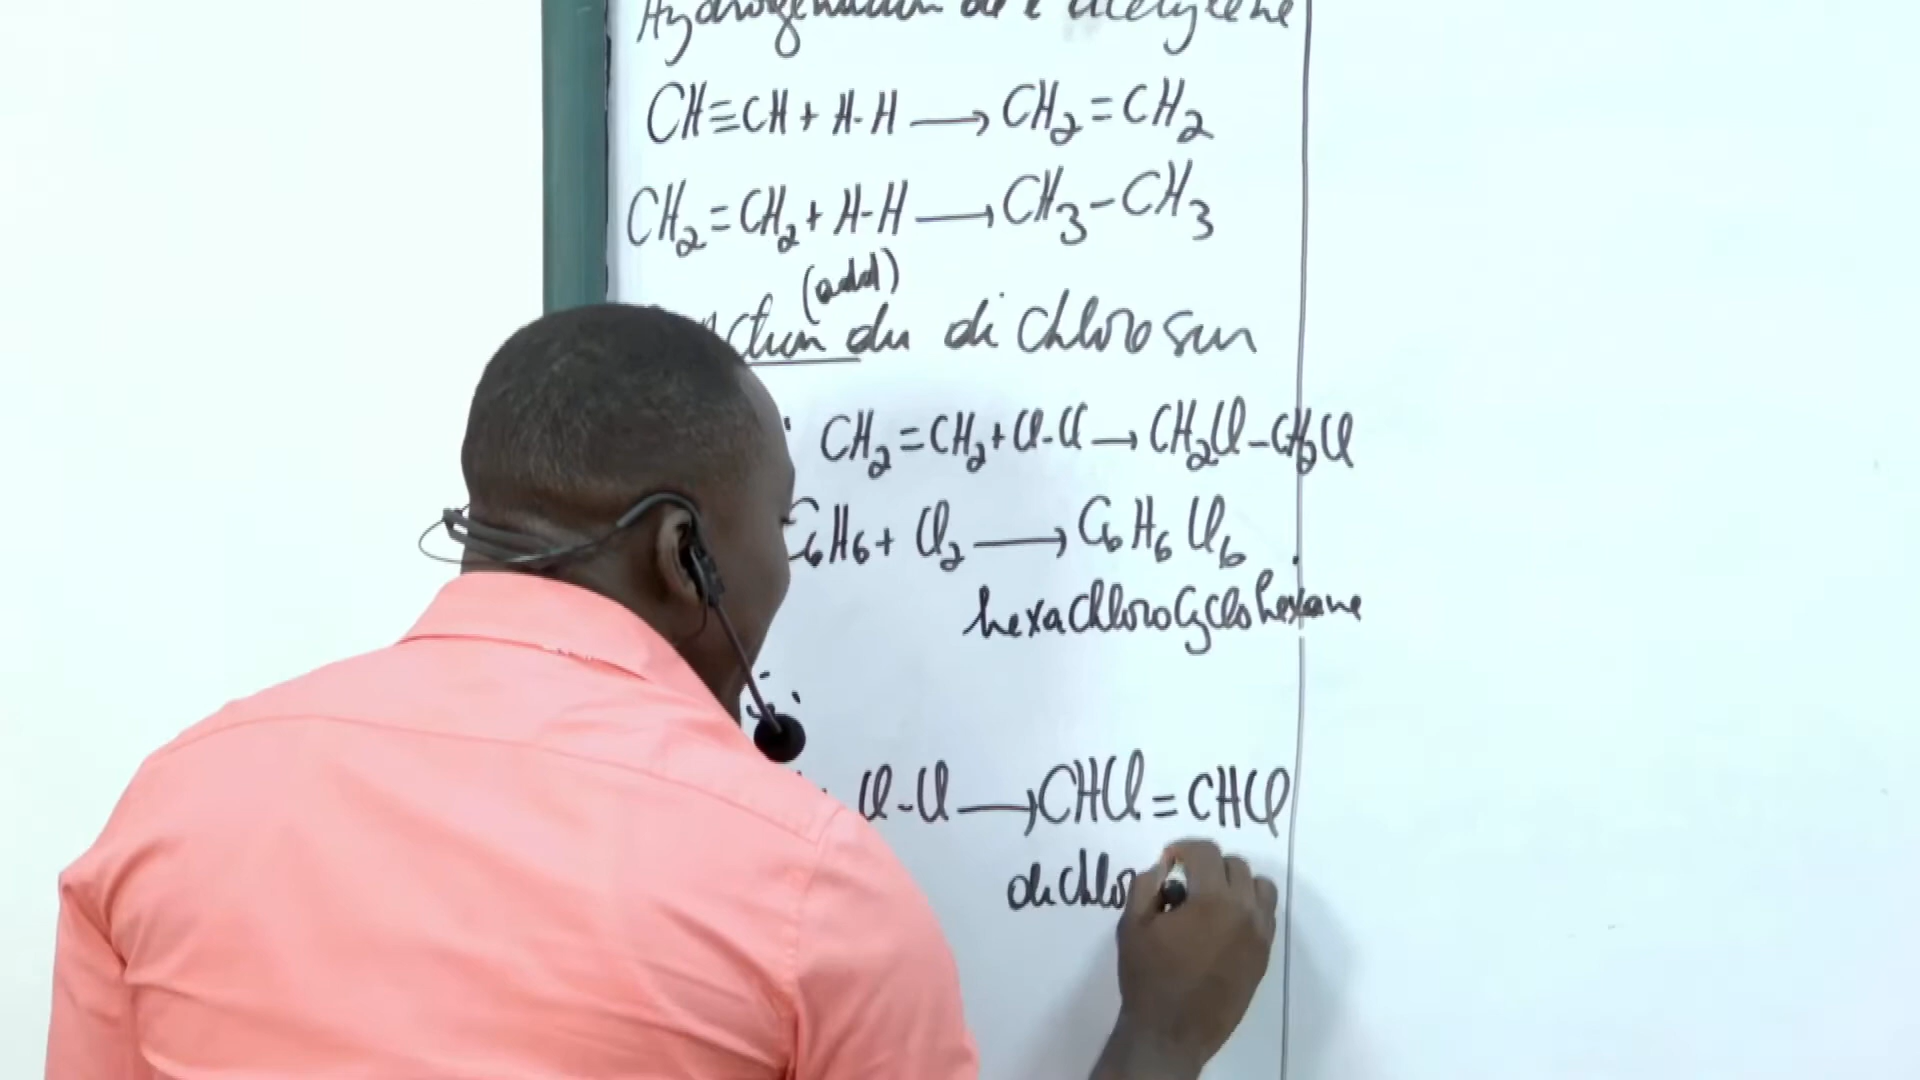 Hydrogénation de l'acétylène
CH≡CH + H-H ⟶ CH₂=CH₂
CH₂=CH₂ + H-H ⟶ CH₃-CH₃
(add)
du dichlore sur
CH₂=CH₂ + Cl-Cl ⟶ CH₂Cl-CH₂Cl
C₆H₆ + Cl₂ ⟶ C₆H₆Cl₆
hexachlorocyclohexane
Cl-Cl ⟶ CHCl=CHCl
dichlo